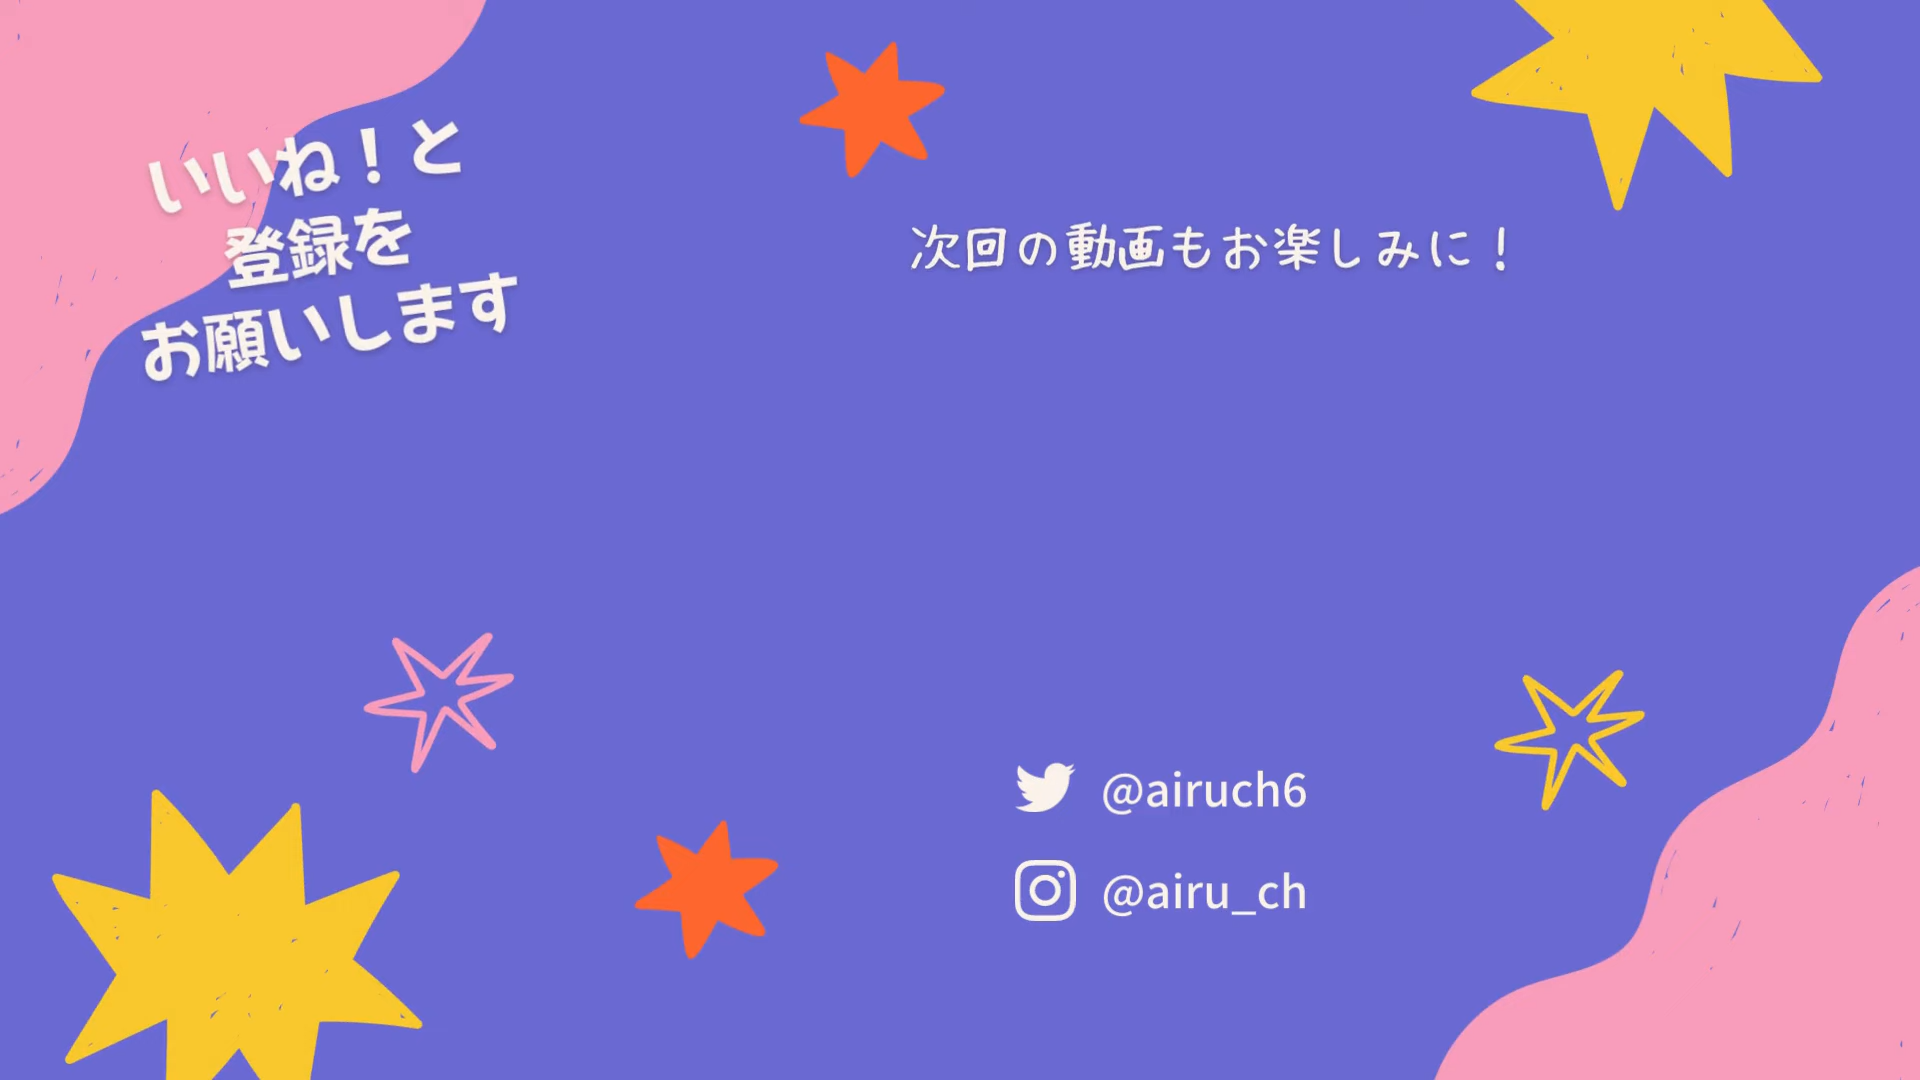 いいね！と
登録を
お願いします
次回の動画もお楽しみに！
@airuch6
@airu_ch